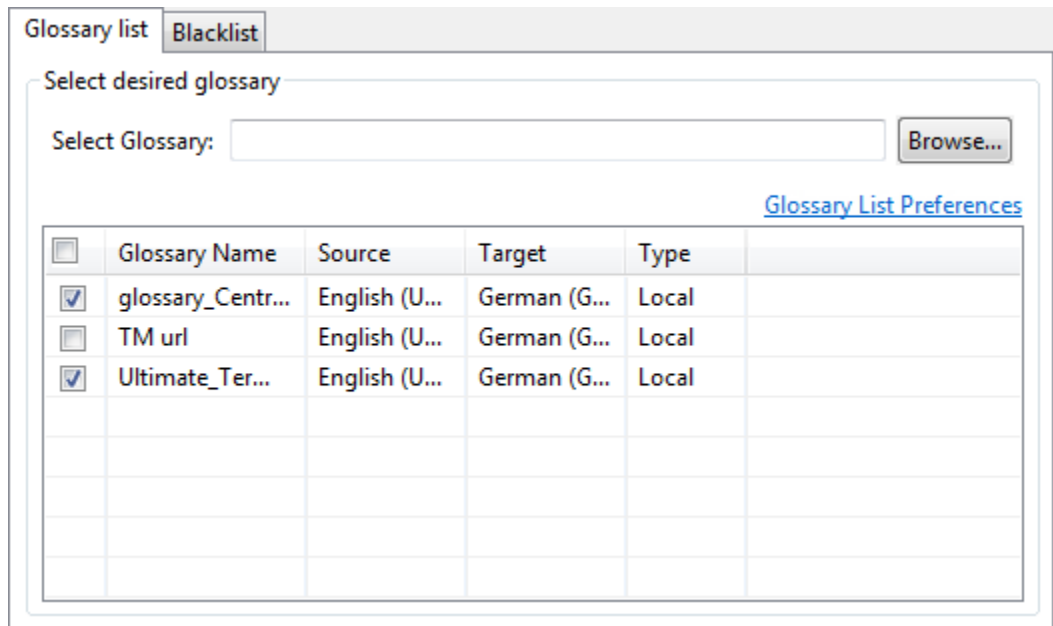 Glossary list Blacklist
Select desired glossary
Select Glossary: Browse...
Glossary List Preferences
Glossary Name Source Target Type
glossary_Centr... English (U... German (G... Local
TM url English (U... German (G... Local
Ultimate_Ter... English (U... German (G... Local